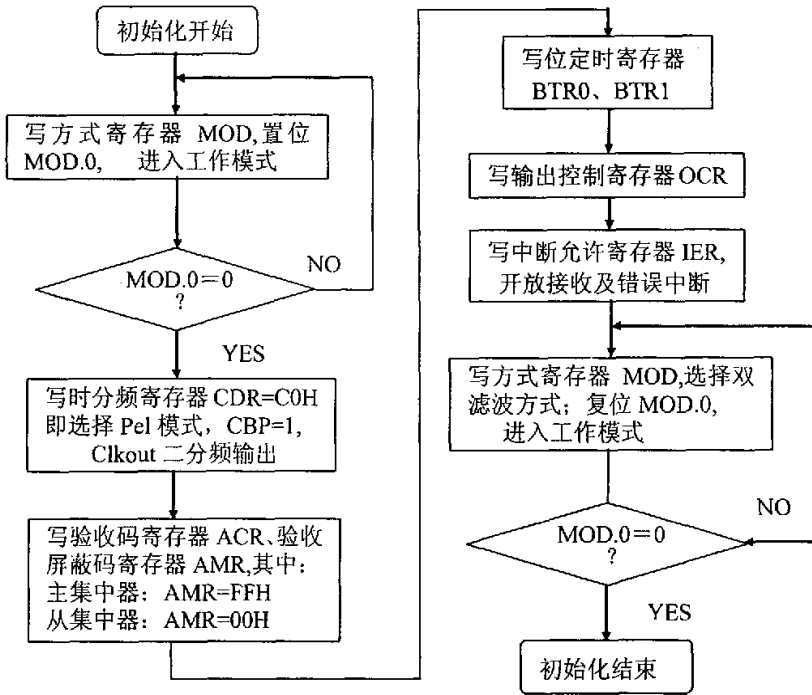 初始化开始
写方式寄存器 MOD,置位
MOD.0, 进入工作模式
MOD.0=0
?
NO
YES
写时分频寄存器 CDR=C0H
即选择 Pel 模式，CBP=1,
Clkout 二分频输出
写验收码寄存器 ACR、验收
屏蔽码寄存器 AMR,其中：
主集中器：AMR=FFH
从集中器：AMR=00H
写位定时寄存器
BTR0、BTR1
写输出控制寄存器 OCR
写中断允许寄存器 IER,
开放接收及错误中断
写方式寄存器 MOD,选择双
滤波方式；复位 MOD.0,
进入工作模式
MOD.0=0
?
NO
YES
初始化结束